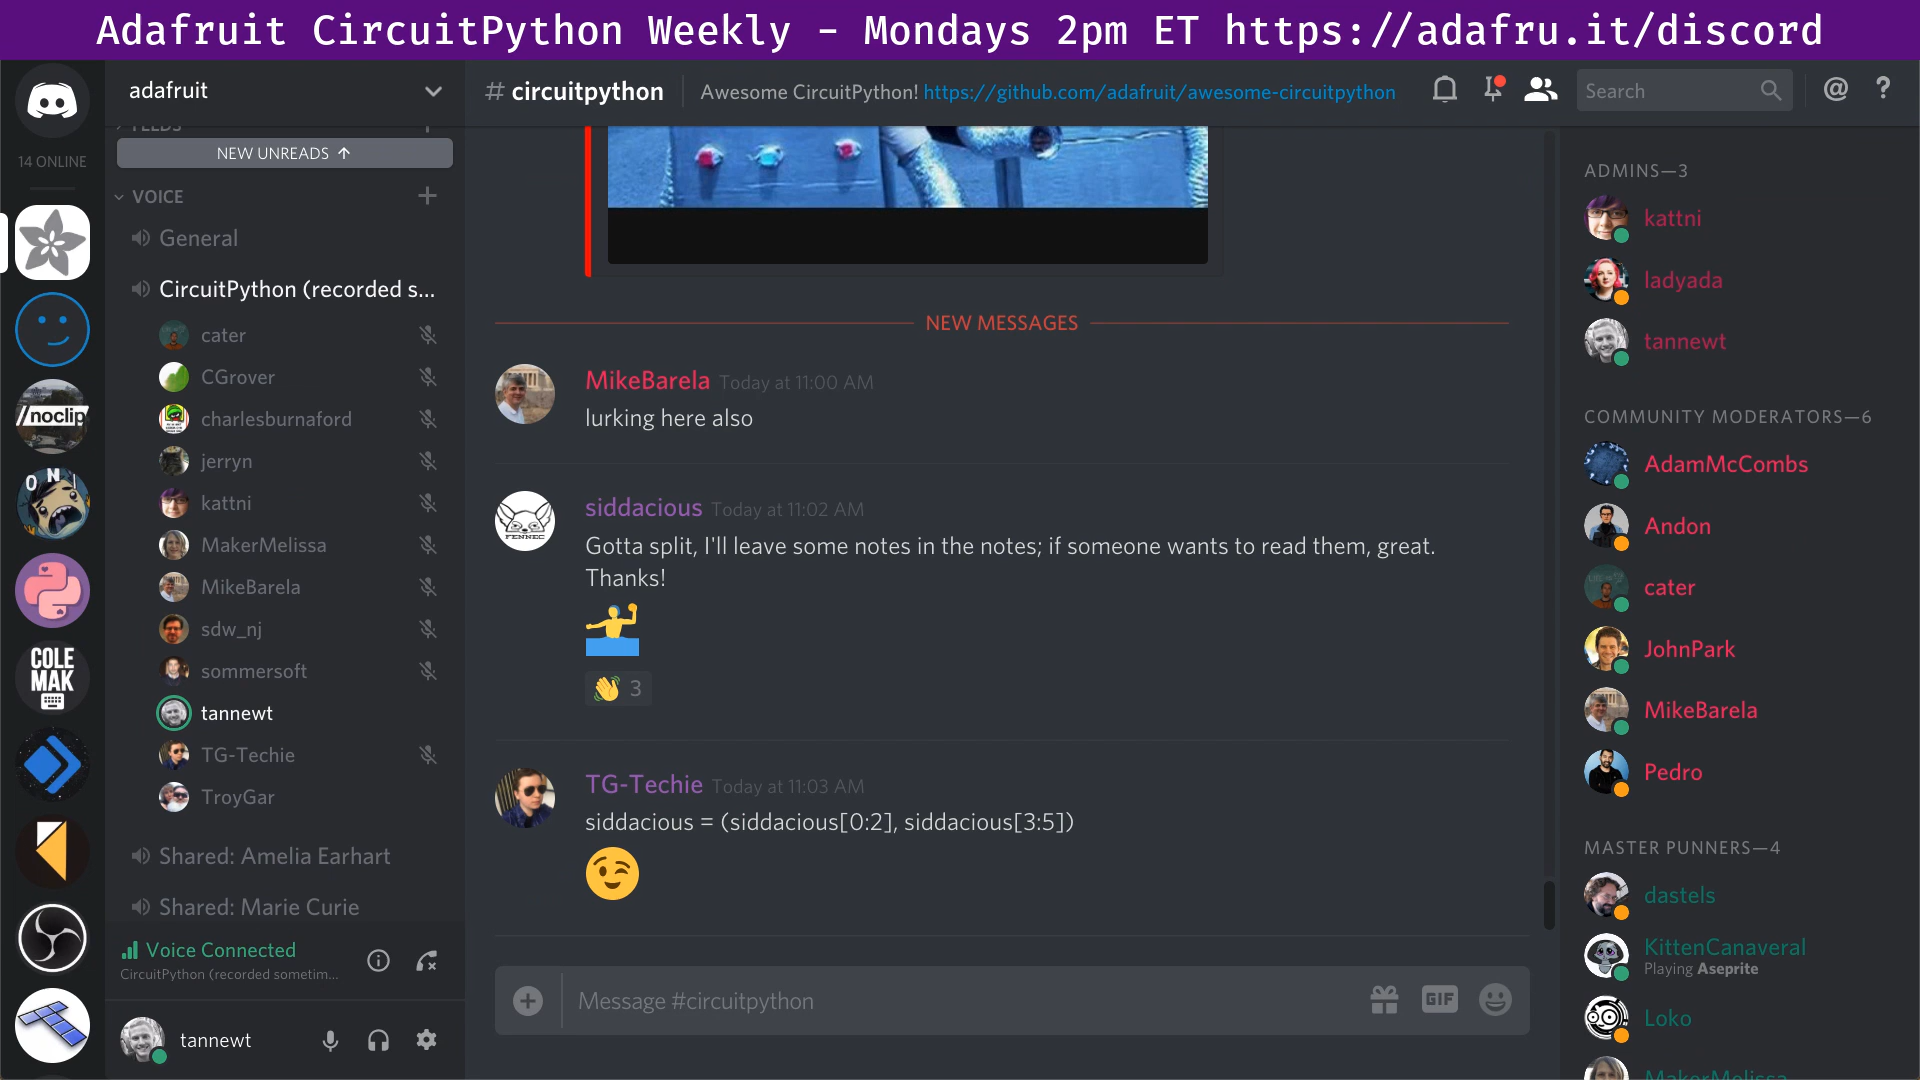 Adafruit CircuitPython Weekly - Mondays 2pm ET https://adafru.it/discord
adafruit
# circuitpython
Awesome CircuitPython! https://github.com/adafruit/awesome-circuitpython
Search
@
?
14 ONLINE
FEEDS
NEW UNREADS ↑
VOICE
General
CircuitPython (recorded s...
cater
CGrover
charlesburnaford
jerryn
kattni
MakerMelissa
MikeBarela
sdw_nj
sommersoft
tannewt
TG-Techie
TroyGar
Shared: Amelia Earhart
Shared: Marie Curie
Voice Connected
CircuitPython (recorded sometim...
tannewt
//noclip
ONI
COLE
MAK
NEW MESSAGES
MikeBarela Today at 11:00 AM
lurking here also
FENNEC
siddacious Today at 11:02 AM
Gotta split, I'll leave some notes in the notes; if someone wants to read them, great.
Thanks!
3
TG-Techie Today at 11:03 AM
siddacious = (siddacious[0:2], siddacious[3:5])
Message #circuitpython
GIF
ADMINS—3
kattni
ladyada
tannewt
COMMUNITY MODERATORS—6
AdamMcCombs
Andon
cater
JohnPark
MikeBarela
Pedro
MASTER PUNNERS—4
dastels
KittenCanaveral
Playing Aseprite
Loko
MakerMelissa